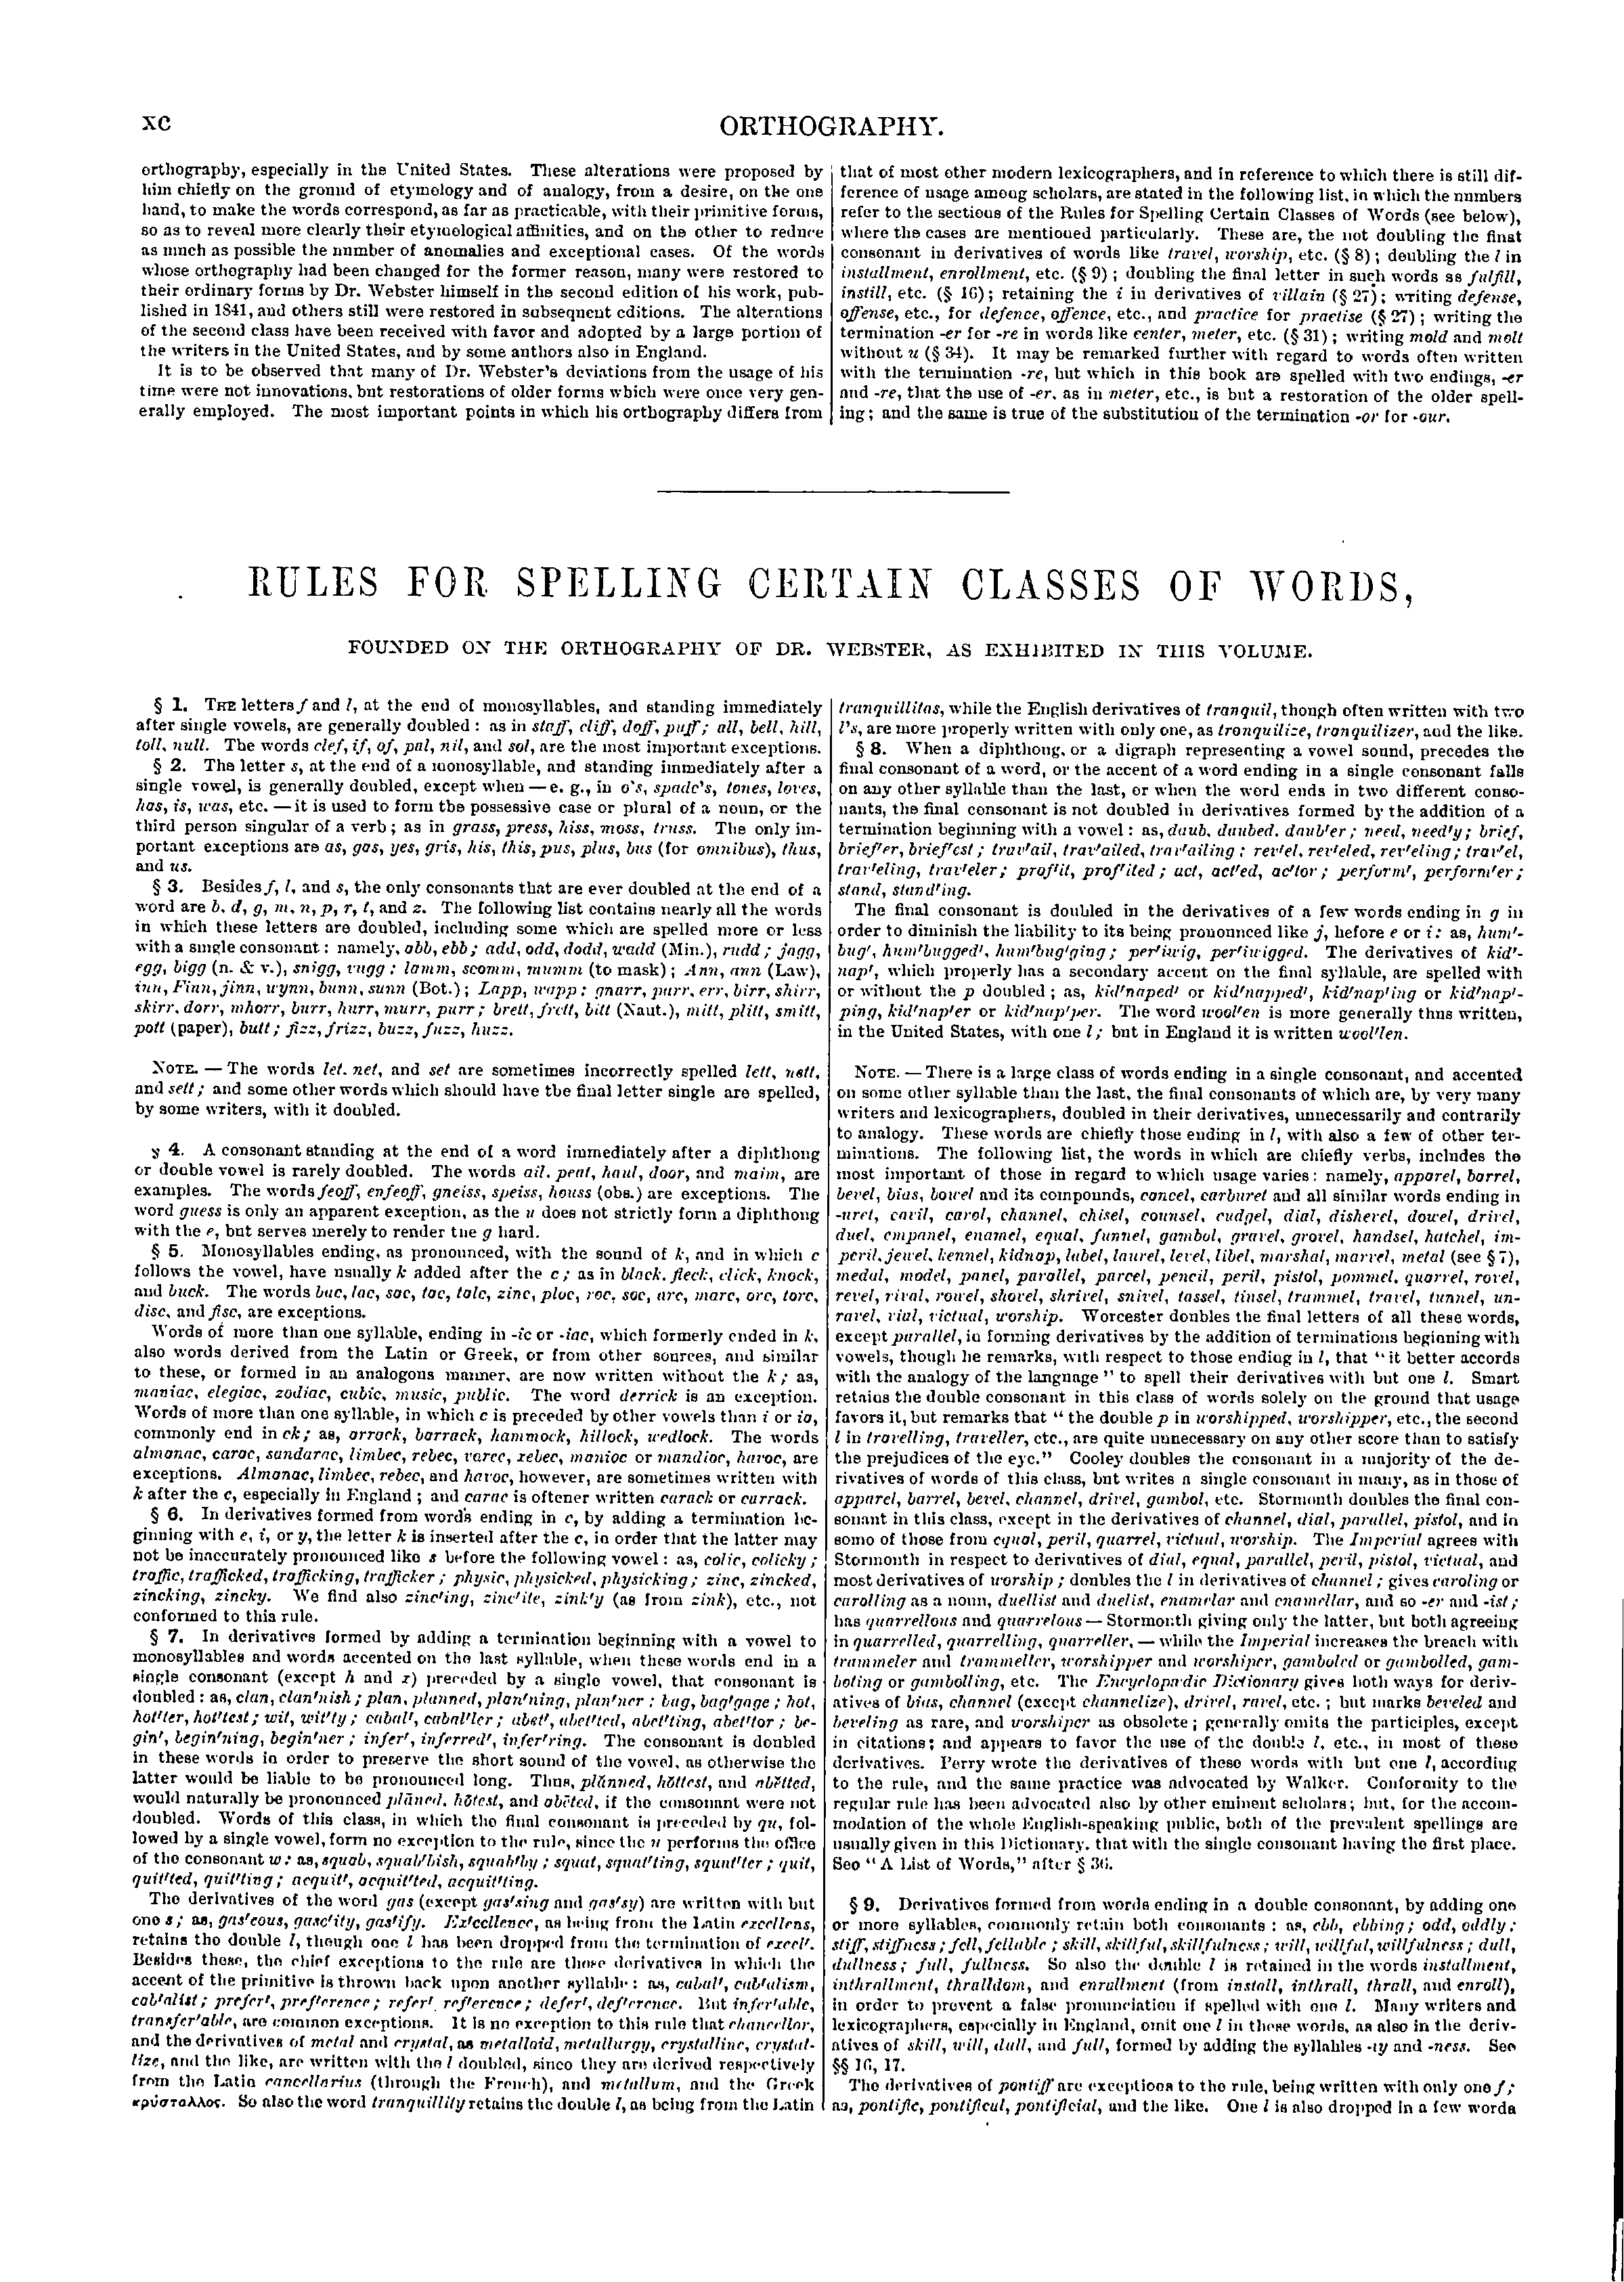 xc
ORTHOGRAPHY.
orthography, especially in the United States. These alterations were proposed by
him chiefly on the ground of etymology and of analogy, from a desire, on the one
hand, to make the words correspond, as far as practicable, with their primitive forms,
so as to reveal more clearly their etymological affinities, and on the other to reduce
as much as possible the number of anomalies and exceptional cases. Of the words
whose orthography had been changed for the former reason, many were restored to
their ordinary forms by Dr. Webster himself in the second edition of his work, pub-
lished in 1841, and others still were restored in subsequent editions. The alterations
of the second class have been received with favor and adopted by a large portion of
the writers in the United States, and by some authors also in England.
It is to be observed that many of Dr. Webster's deviations from the usage of his
time were not innovations, but restorations of older forms which were once very gen-
erally employed. The most important points in which his orthography differs from
that of most other modern lexicographers, and in reference to which there is still dif-
ference of usage among scholars, are stated in the following list, in which the numbers
refer to the sections of the Rules for Spelling Certain Classes of Words (see below),
where the cases are mentioned particularly. These are, the not doubling the final
consonant in derivatives of words like travel, worship, etc. (§ 8); doubling the l in
installment, enrollment, etc. (§ 9); doubling the final letter in such words as fulfill,
instill, etc. (§ 16); retaining the i in derivatives of villain (§ 27); writing defense,
offense, etc., for defence, offence, etc., and practice for practise (§ 27); writing the
termination -er for -re in words like center, meter, etc. (§ 31); writing mold and molt
without u (§ 34). It may be remarked further with regard to words often written
with the termination -re, but which in this book are spelled with two endings, -er
and -re, that the use of -er, as in meter, etc., is but a restoration of the older spell-
ing; and the same is true of the substitution of the termination -or for -our.
RULES FOR SPELLING CERTAIN CLASSES OF WORDS,
FOUNDED ON THE ORTHOGRAPHY OF DR. WEBSTER, AS EXHIBITED IN THIS VOLUME.
§ 1. THE letters f and l, at the end of monosyllables, and standing immediately
after single vowels, are generally doubled: as in staff, cliff, doff, puff; all, bell, hill,
toll, null. The words clef, if, of, pal, nil, and sol, are the most important exceptions.
§ 2. The letter s, at the end of a monosyllable, and standing immediately after a
single vowel, is generally doubled, except when — e. g., in o's, spade's, tones, loves,
has, is, was, etc. — it is used to form the possessive case or plural of a noun, or the
third person singular of a verb; as in grass, press, hiss, moss, truss. The only im-
portant exceptions are as, gas, yes, gris, his, this, pus, plus, bus (for omnibus), thus,
and us.
§ 3. Besides f, l, and s, the only consonants that are ever doubled at the end of a
word are b, d, g, m, n, p, r, t, and z. The following list contains nearly all the words
in which these letters are doubled, including some which are spelled more or less
with a single consonant: namely, abb, ebb; add, odd, dodd, wadd (Min.), rudd; jagg,
egg, bigg (n. & v.), snigg, vugg; lamm, scomm, mumm (to mask); Ann, ann (Law),
inn, Finn, jinn, wynn, bunn, sunn (Bot.); Lapp, wapp; gnarr, parr, err, birr, shirr,
skirr, dorr, mhorr, burr, hurr, murr, purr; brett, frett, bitt (Naut.), mitt, plitt, smitt,
pott (paper), butt; fizz, frizz, buzz, fuzz, huzz.
NOTE. — The words let, net, and set are sometimes incorrectly spelled lett, nett,
and sett; and some other words which should have the final letter single are spelled,
by some writers, with it doubled.
§ 4. A consonant standing at the end of a word immediately after a diphthong
or double vowel is rarely doubled. The words ail, peat, haul, door, and maim, are
examples. The words feoff, enfeoff, gneiss, speiss, houss (obs.) are exceptions. The
word guess is only an apparent exception, as the u does not strictly form a diphthong
with the e, but serves merely to render the g hard.
§ 5. Monosyllables ending, as pronounced, with the sound of k, and in which c
follows the vowel, have usually k added after the c; as in black, fleck, click, knock,
and buck. The words bac, lac, sac, tac, talc, zinc, ploc, roc, soc, arc, marc, orc, torc,
disc, and fisc, are exceptions.
Words of more than one syllable, ending in -ic or -iac, which formerly ended in k,
also words derived from the Latin or Greek, or from other sources, and similar
to these, or formed in an analogous manner, are now written without the k; as,
maniac, elegiac, zodiac, cubic, music, public. The word derrick is an exception.
Words of more than one syllable, in which c is preceded by other vowels than i or ia,
commonly end in ck; as, arrack, barrack, hammock, hillock, wedlock. The words
almanac, carac, sandarac, limbec, rebec, varec, xebec, manioc or mandioc, havoc, are
exceptions. Almanac, limbec, rebec, and havoc, however, are sometimes written with
k after the c, especially in England; and carac is oftener written carack or carrack.
§ 6. In derivatives formed from words ending in c, by adding a termination be-
ginning with e, i, or y, the letter k is inserted after the c, in order that the latter may
not be inaccurately pronounced like s before the following vowel: as, colic, colicky;
traffic, trafficked, trafficking, trafficker; physic, physicked, physicking; zinc, zincked,
zincking, zincky. We find also zinc'ing, zinc'ite, zink'y (as from zink), etc., not
conformed to this rule.
§ 7. In derivatives formed by adding a termination beginning with a vowel to
monosyllables and words accented on the last syllable, when these words end in a
single consonant (except h and x) preceded by a single vowel, that consonant is
doubled: as, clan, clan'nish; plan, planned, plan'ning, plan'ner; bag, bag'gage; hot,
hot'ter, hot'test; wit, wit'ty; cabal', cabal'ler; abet', abet'ted, abet'ting, abet'tor; be-
gin', begin'ning, begin'ner; infer', inferred', infer'ring. The consonant is doubled
in these words in order to preserve the short sound of the vowel, as otherwise the
latter would be liable to be pronounced long. Thus, plănned, hŏttest, and abĕtted,
would naturally be pronounced plāned, hōtest, and abēted, if the consonant were not
doubled. Words of this class, in which the final consonant is preceded by qu, fol-
lowed by a single vowel, form no exception to the rule, since the u performs the office
of the consonant w: as, squab, squab'bish, squab'by; squat, squat'ting, squat'ter; quit,
quit'ted, quit'ting; acquit', acquit'ted, acquit'ting.
The derivatives of the word gas (except gas'sing and gas'sy) are written with but
one s; as, gas'eous, gase'ity, gas'ify. Ex'cellence, as being from the Latin excellens,
retains the double l, though one l has been dropped from the termination of excel'.
Besides these, the chief exceptions to the rule are those derivatives in which the
accent of the primitive is thrown back upon another syllable: as, cabal', cab'alism,
cab'alist; prefer', pref'erence; refer', ref'erence; defer', def'erence. But infer'able,
transfer'able, are common exceptions. It is no exception to this rule that chancellor,
and the derivatives of metal and crystal, as metalloid, metallurgy, crystalline, crystal-
lize, and the like, are written with the l doubled, since they are derived respectively
from the Latin cancellarius (through the French), and metallum, and the Greek
κρύσταλλος. So also the word tranquillity retains the double l, as being from the Latin
tranquillitas, while the English derivatives of tranquil, though often written with two
l's, are more properly written with only one, as tranquilize, tranquilizer, and the like.
§ 8. When a diphthong, or a digraph representing a vowel sound, precedes the
final consonant of a word, or the accent of a word ending in a single consonant falls
on any other syllable than the last, or when the word ends in two different conso-
nants, the final consonant is not doubled in derivatives formed by the addition of a
termination beginning with a vowel: as, daub, daubed, daub'er; need, need'y; brief,
brief'er, brief'est; trav'ail, trav'ailed, trav'ailing; rev'el, rev'eled, rev'eling; trav'el,
trav'eling, trav'eler; prof'it, prof'ited; act, act'ed, ac'tor; perform', perform'er;
stand, stand'ing.
The final consonant is doubled in the derivatives of a few words ending in g in
order to diminish the liability to its being pronounced like j, before e or i: as, hum'-
bug', hum'bugged', hum'bug'ging; per'iwig, per'iwigged. The derivatives of kid'-
nap', which properly has a secondary accent on the final syllable, are spelled with
or without the p doubled; as, kid'naped' or kid'napped', kid'nap'ing or kid'nap'-
ping, kid'nap'er or kid'nap'per. The word wool'en is more generally thus written,
in the United States, with one l; but in England it is written wool'len.
NOTE. — There is a large class of words ending in a single consonant, and accented
on some other syllable than the last, the final consonants of which are, by very many
writers and lexicographers, doubled in their derivatives, unnecessarily and contrarily
to analogy. These words are chiefly those ending in l, with also a few of other ter-
minations. The following list, the words in which are chiefly verbs, includes the
most important of those in regard to which usage varies: namely, apparel, barrel,
bevel, bias, bowel and its compounds, cancel, carburet and all similar words ending in
-uret, cavil, carol, channel, chisel, counsel, cudgel, dial, dishevel, dowel, drivel,
duel, empanel, enamel, equal, funnel, gambol, gravel, grovel, handsel, hatchel, im-
peril, jewel, kennel, kidnap, label, laurel, level, libel, marshal, marvel, metal (see § 7),
medal, model, panel, parallel, parcel, pencil, peril, pistol, pommel, quarrel, ravel,
revel, rival, rowel, shovel, shrivel, snivel, tassel, tinsel, trammel, travel, tunnel, un-
ravel, vial, victual, worship. Worcester doubles the final letters of all these words,
except parallel, in forming derivatives by the addition of terminations beginning with
vowels, though he remarks, with respect to those ending in l, that "it better accords
with the analogy of the language" to spell their derivatives with but one l. Smart
retains the double consonant in this class of words solely on the ground that usage
favors it, but remarks that "the double p in worshipped, worshipper, etc., the second
l in travelling, traveller, etc., are quite unnecessary on any other score than to satisfy
the prejudices of the eye." Cooley doubles the consonant in a majority of the de-
rivatives of words of this class, but writes a single consonant in many, as in those of
apparel, barrel, bevel, channel, drivel, gambol, etc. Stormonth doubles the final con-
sonant in this class, except in the derivatives of channel, dial, parallel, pistol, and in
some of those from equal, peril, quarrel, victual, worship. The Imperial agrees with
Stormonth in respect to derivatives of dial, equal, parallel, peril, pistol, victual, and
most derivatives of worship; doubles the l in derivatives of channel; gives caroling or
carolling as a noun, duellist and duelist, enamelar and enamellar, and so -er and -ist;
has quarrellous and quarrelous — Stormonth giving only the latter, but both agreeing
in quarrelled, quarrelling, quarreller, — while the Imperial increases the breach with
trammeler and trammeller, worshipper and worshiper, gamboled or gambolled, gam-
boling or gambolling, etc. The Encyclopædic Dictionary gives both ways for deriv-
atives of bias, channel (except channelize), drivel, ravel, etc.; but marks beveled and
beveling as rare, and worshiper as obsolete; generally omits the participles, except
in citations; and appears to favor the use of the double l, etc., in most of these
derivatives. Perry wrote the derivatives of these words with but one l, according
to the rule, and the same practice was advocated by Walker. Conformity to the
regular rule has been advocated also by other eminent scholars; but, for the accom-
modation of the whole English-speaking public, both of the prevalent spellings are
usually given in this Dictionary, that with the single consonant having the first place.
See "A List of Words," after § 36.
§ 9. Derivatives formed from words ending in a double consonant, by adding one
or more syllables, commonly retain both consonants: as, ebb, ebbing; odd, oddly;
stiff, stiffness; fell, fellable; skill, skillful, skillfulness; will, willful, willfulness; dull,
dullness; full, fullness. So also the double l is retained in the words installment,
inthrallment, thralldom, and enrollment (from install, inthrall, thrall, and enroll),
in order to prevent a false pronunciation if spelled with one l. Many writers and
lexicographers, especially in England, omit one l in these words, as also in the deriv-
atives of skill, will, dull, and full, formed by adding the syllables -ly and -ness. See
§§ 16, 17.
The derivatives of pontiff are exceptions to the rule, being written with only one f;
as, pontific, pontifical, pontificial, and the like. One l is also dropped in a few words